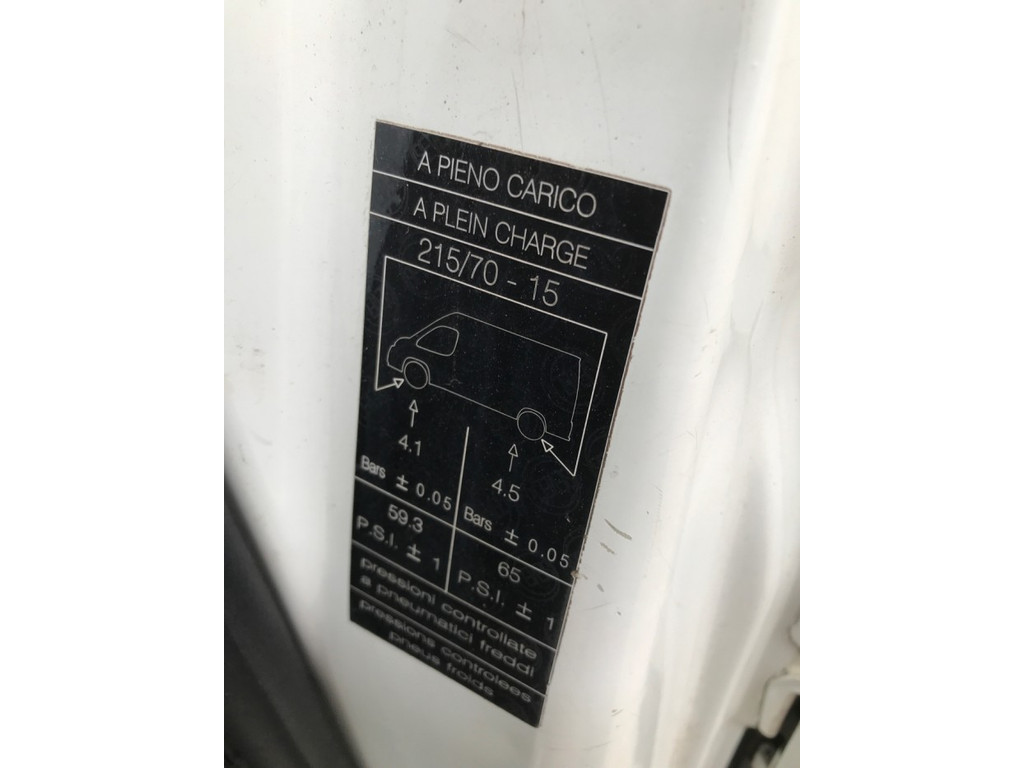 A PIENO CARICO
A PLEIN CHARGE
215/70 - 15
4.1
Bars ± 0.05
4.5
Bars ± 0.05
59.3
P.S.I. ± 1
65
P.S.I. ± 1
pressioni controllate
a pneumatici freddi
pressions controlees
pneus froids